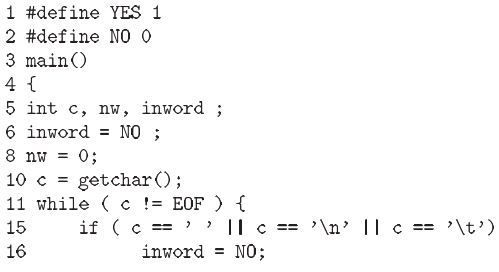 1 #define YES 1
2 #define NO 0
3 main()
4 {
5 int c, nw, inword ;
6 inword = NO ;
8 nw = 0;
10 c = getchar();
11 while ( c != EOF ) {
15 if ( c == ' ' || c == '\n' || c == '\t')
16 inword = NO;